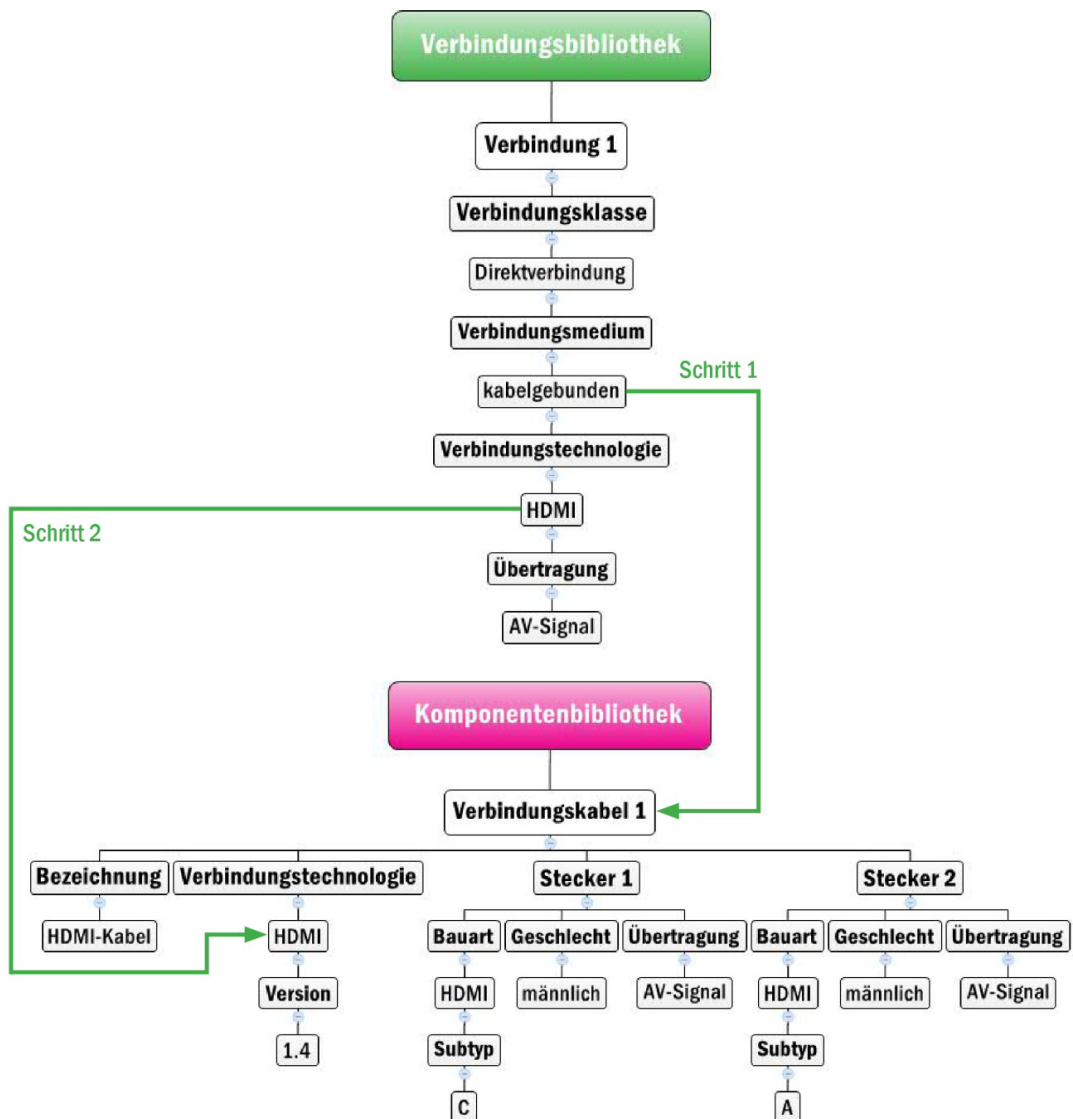 Verbindungsbibliothek
Verbindung 1
Verbindungsklasse
Direktverbindung
Verbindungsmedium
Schritt 1
kabelgebunden
Verbindungstechnologie
HDMI
Schritt 2
Übertragung
AV-Signal
Komponentenbibliothek
Verbindungskabel 1
Bezeichnung Verbindungstechnologie Stecker 1 Stecker 2
HDMI-Kabel HDMI Bauart Geschlecht Übertragung Bauart Geschlecht Übertragung
Version HDMI männlich AV-Signal HDMI männlich AV-Signal
1.4 Subtyp Subtyp
C A